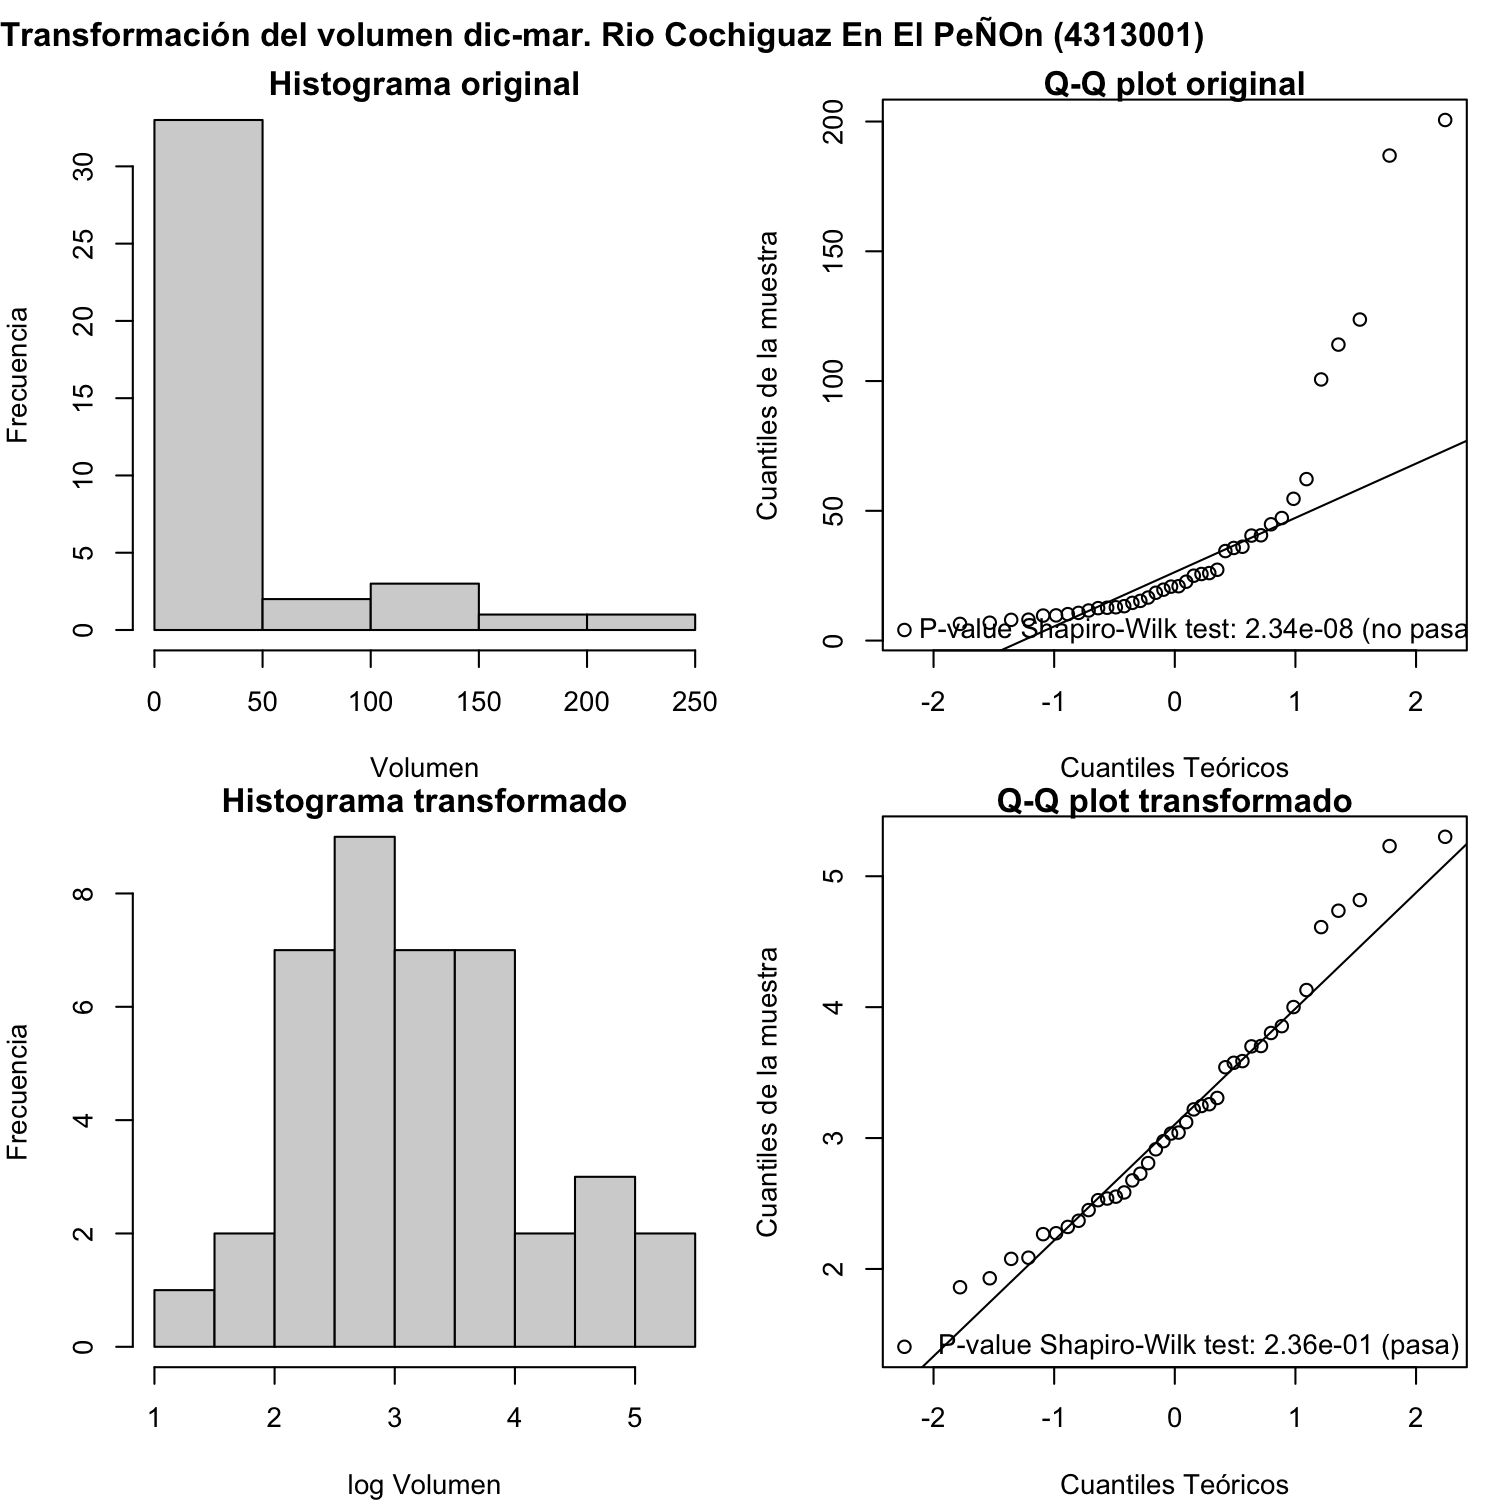 Transformación del volumen dic-mar. Rio Cochiguaz En El PeÑOn (4313001)
Histograma original
Frecuencia
0 5 10 15 20 25 30
0 50 100 150 200 250
Volumen
Q-Q plot original
Cuantiles de la muestra
0 50 100 150 200
P-value Shapiro-Wilk test: 2.34e-08 (no pasa
-2 -1 0 1 2
Cuantiles Teóricos
Histograma transformado
Frecuencia
0 2 4 6 8
1 2 3 4 5
log Volumen
Q-Q plot transformado
Cuantiles de la muestra
2 3 4 5
P-value Shapiro-Wilk test: 2.36e-01 (pasa)
-2 -1 0 1 2
Cuantiles Teóricos